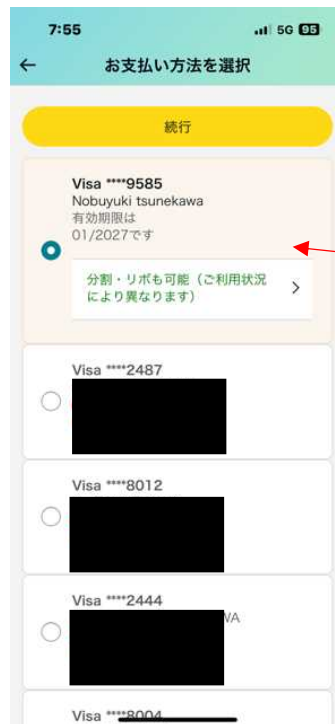 7:55
5G 95
お支払い方法を選択
続行
Visa ****9585
Nobuyuki tsunekawa
有効期限は
01/2027です
分割・リボも可能（ご利用状況
により異なります）
Visa ****2487
Visa ****8012
Visa ****2444
WA
Visa ****8004